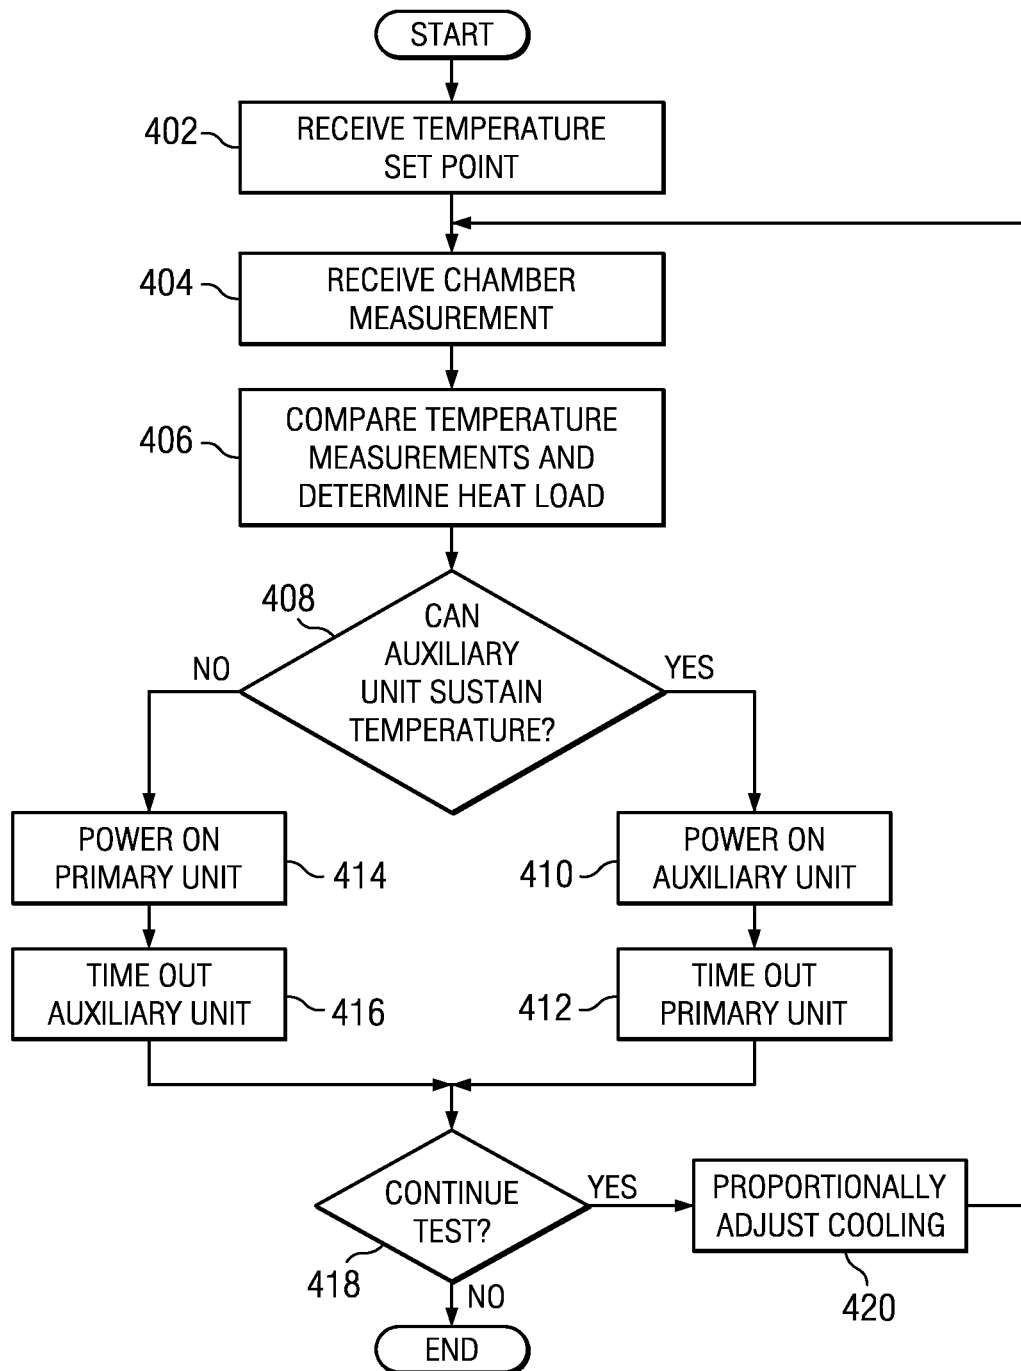 START
402
RECEIVE TEMPERATURE
SET POINT
404
RECEIVE CHAMBER
MEASUREMENT
406
COMPARE TEMPERATURE
MEASUREMENTS AND
DETERMINE HEAT LOAD
408
CAN
AUXILIARY
UNIT SUSTAIN
TEMPERATURE?
NO
YES
POWER ON
PRIMARY UNIT
414
410
POWER ON
AUXILIARY UNIT
TIME OUT
AUXILIARY UNIT
416
412
TIME OUT
PRIMARY UNIT
CONTINUE
TEST?
418
YES
PROPORTIONALLY
ADJUST COOLING
420
NO
END